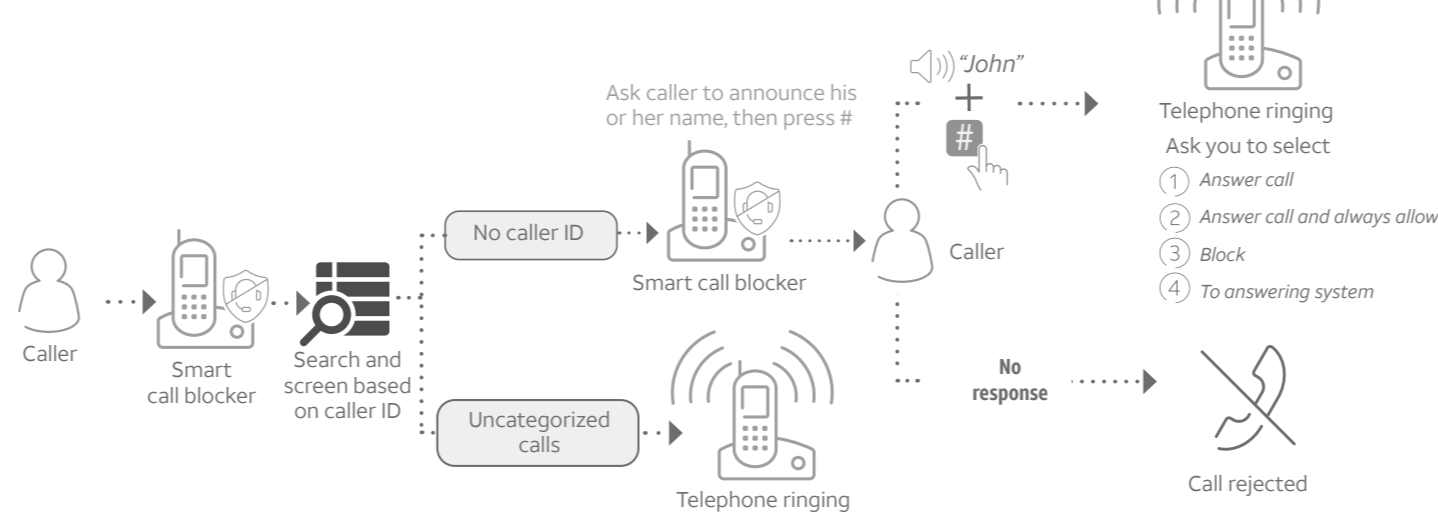 Caller
Smart
call blocker
Search and
screen based
on caller ID
No caller ID
Uncategorized
calls
Ask caller to announce his
or her name, then press #
Smart call blocker
Telephone ringing
Caller
“John”
+
#
No
response
Telephone ringing
Ask you to select
1 Answer call
2 Answer call and always allow
3 Block
4 To answering system
Call rejected